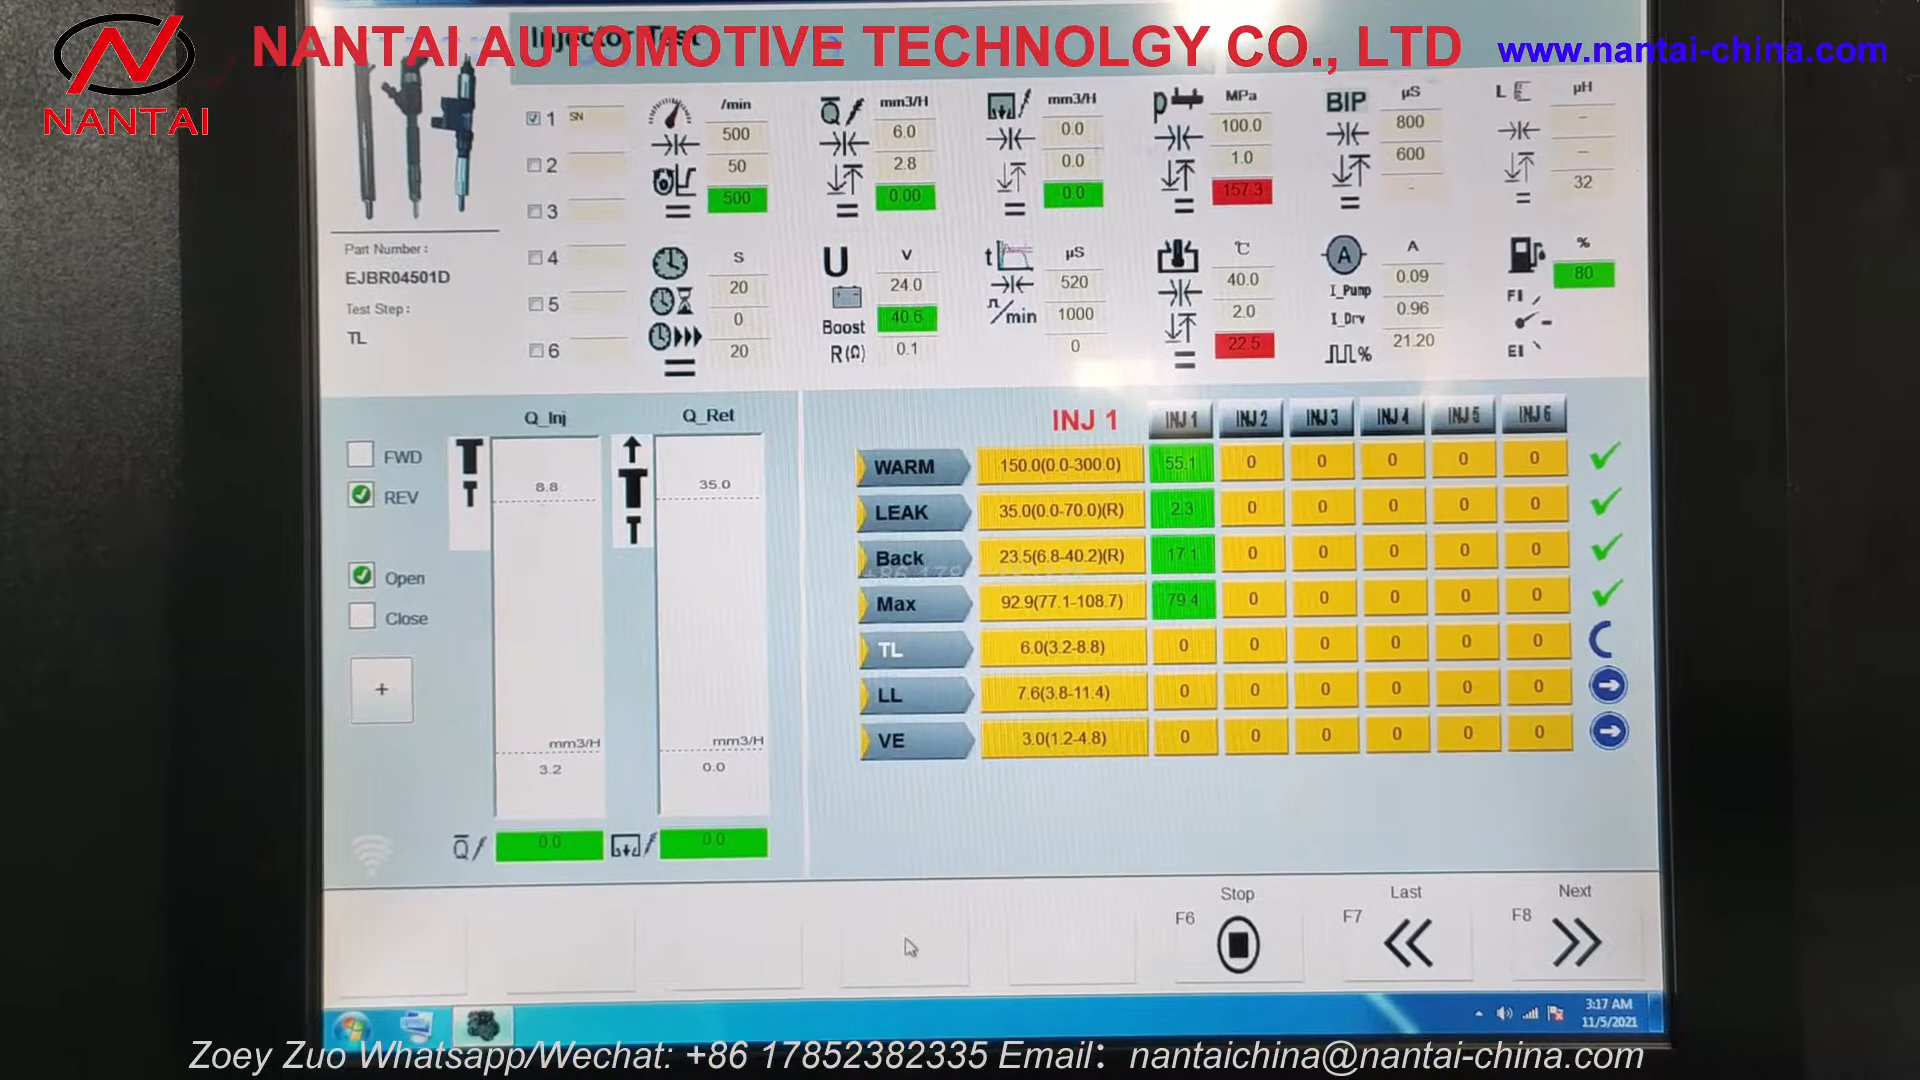 NANTAI AUTOMOTIVE TECHNOLGY CO., LTD
www.nantai-china.com
NANTAI
Injector Test
Part Number :
EJBR04501D
Test Step :
TL
1 SN
2
3
4
5
6
/min
500
50
500
mm3/H
6.0
2.8
0.00
mm3/H
0.0
0.0
0.0
p
MPa
100.0
1.0
157.3
BIP
µS
800
600
-
L
µH
-
-
32
S
20
0
20
U
V
24.0
Boost 40.6
R(Ω) 0.1
t
µS
520
/min 1000
0
℃
40.0
2.0
22.5
A
A
I_Pump 0.09
I_Drv 0.96
% 21.20
%
80
FI
EI
FWD
REV
Open
Close
+
Q_Inj
8.8
mm3/H
3.2
0.0
Q_Ret
35.0
mm3/H
0.0
0.0
INJ 1 INJ 1 INJ 2 INJ 3 INJ 4 INJ 5 INJ 6
WARM 150.0(0.0-300.0) 55.1 0 0 0 0 0
LEAK 35.0(0.0-70.0)(R) 2.3 0 0 0 0 0
Back 23.5(6.8-40.2)(R) 17.1 0 0 0 0 0
Max 92.9(77.1-108.7) 79.4 0 0 0 0 0
TL 6.0(3.2-8.8) 0 0 0 0 0 0
LL 7.6(3.8-11.4) 0 0 0 0 0 0
VE 3.0(1.2-4.8) 0 0 0 0 0 0
F6 Stop
F7 Last
F8 Next
3:17 AM
11/5/2021
Zoey Zuo Whatsapp/Wechat: +86 17852382335 Email：nantaichina@nantai-china.com